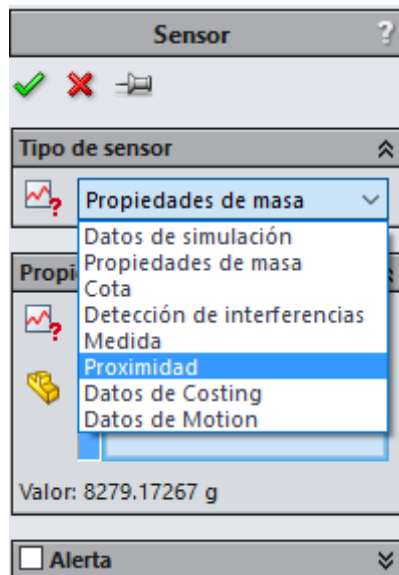 Sensor ?
Tipo de sensor
Propiedades de masa
Datos de simulación
Propiedades de masa
Propi
Cota
Detección de interferencias
Medida
Proximidad
Datos de Costing
Datos de Motion
Valor: 8279.17267 g
Alerta